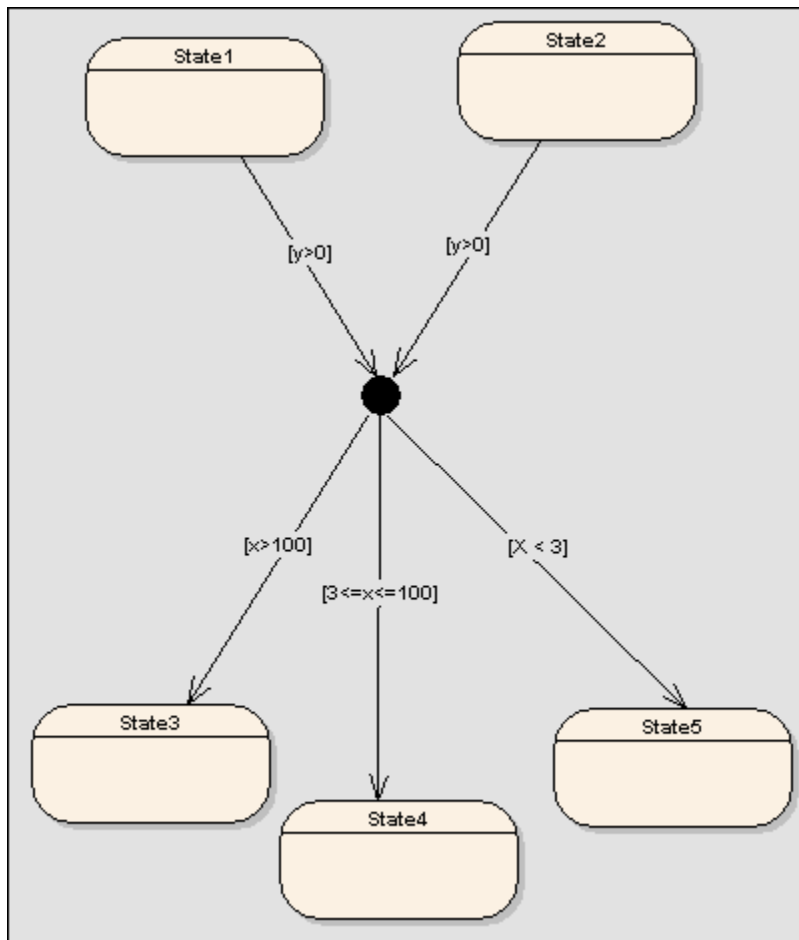 State1
State2
[y>0]
[y>0]
[x>100]
[X < 3]
[3<=x<=100]
State3
State5
State4